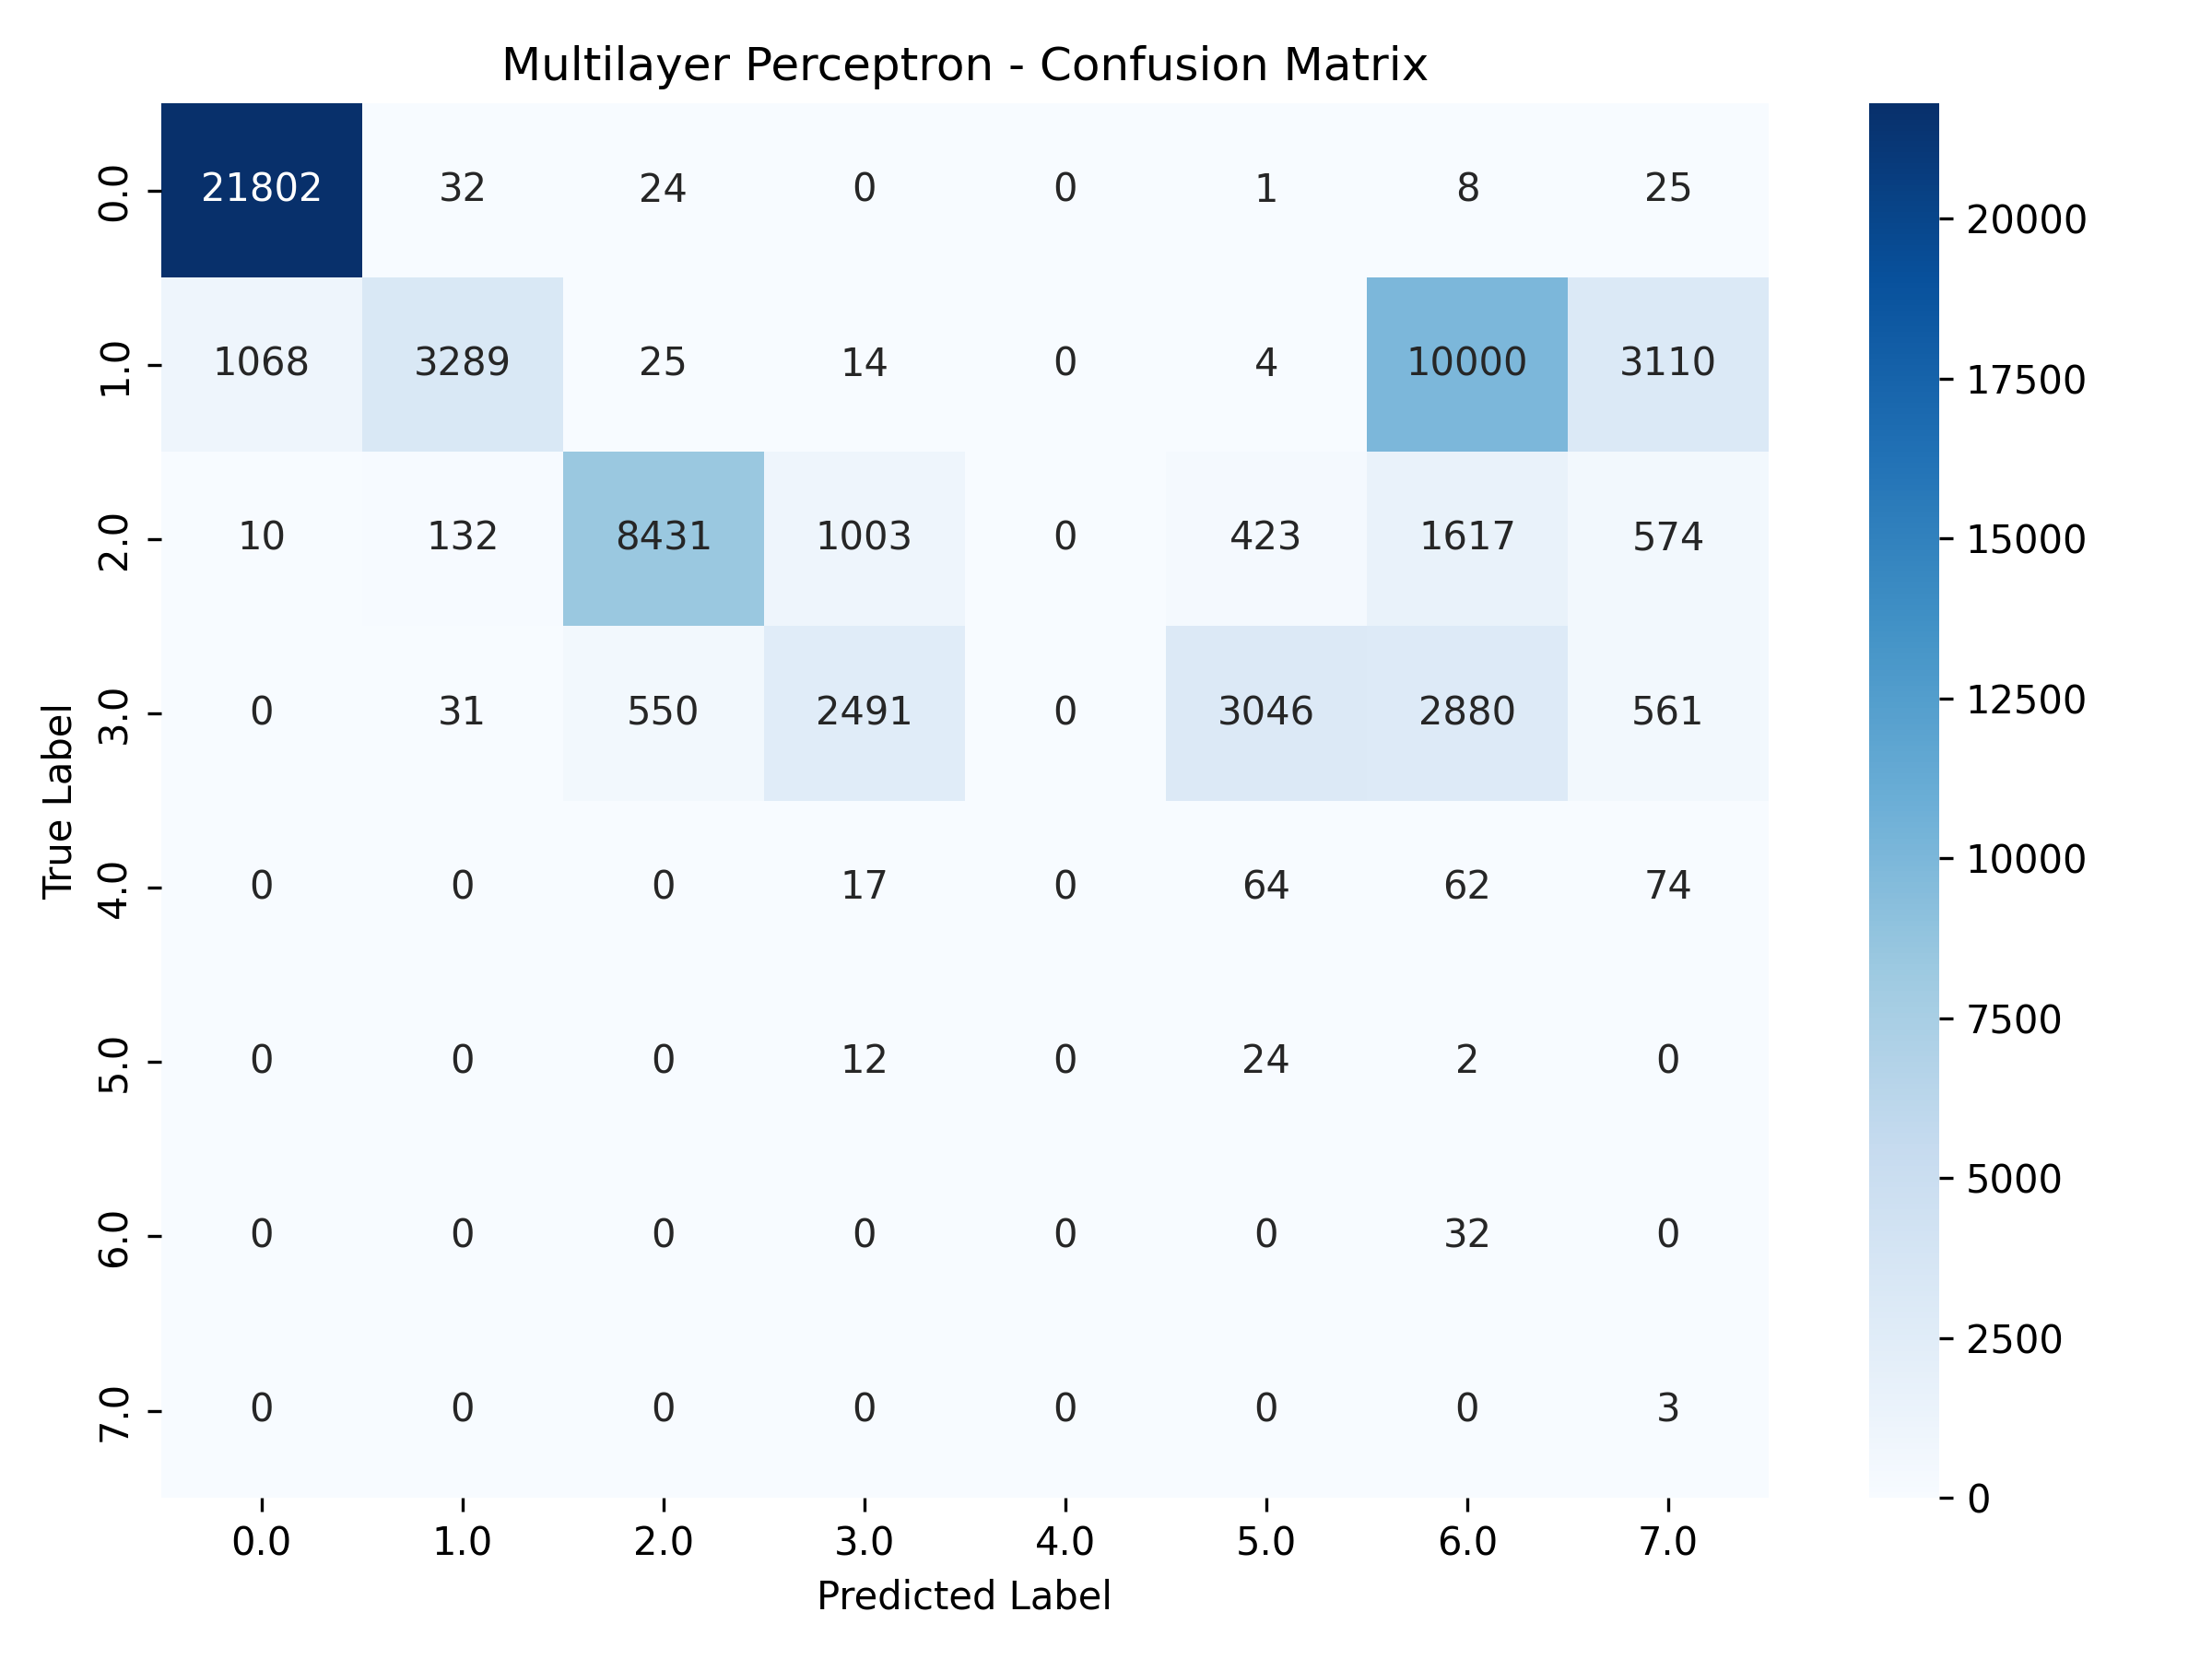 Multilayer Perceptron - Confusion Matrix
True Label
0.0 21802 32 24 0 0 1 8 25
1.0 1068 3289 25 14 0 4 10000 3110
2.0 10 132 8431 1003 0 423 1617 574
3.0 0 31 550 2491 0 3046 2880 561
4.0 0 0 0 17 0 64 62 74
5.0 0 0 0 12 0 24 2 0
6.0 0 0 0 0 0 0 32 0
7.0 0 0 0 0 0 0 0 3
0.0 1.0 2.0 3.0 4.0 5.0 6.0 7.0
Predicted Label
20000
17500
15000
12500
10000
7500
5000
2500
0